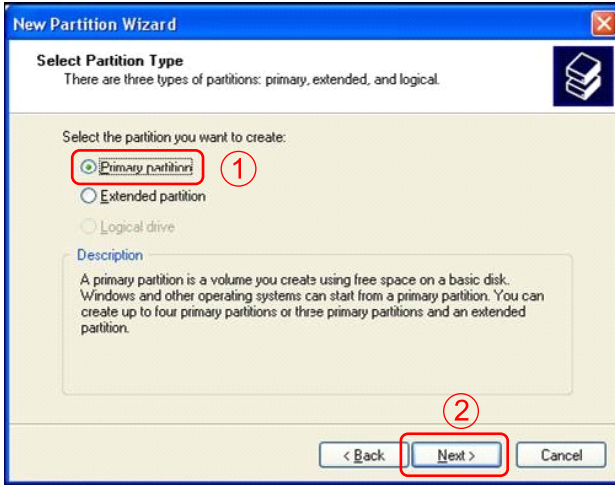 New Partition Wizard
Select Partition Type
There are three types of partitions: primary, extended, and logical.
Select the partition you want to create:
Primary partition
1
Extended partition
Logical drive
Description
A primary partition is a volume you create using free space on a basic disk.
Windows and other operating systems can start from a primary partition. You can
create up to four primary partitions or three primary partitions and an extended
partition.
2
< Back
Next >
Cancel